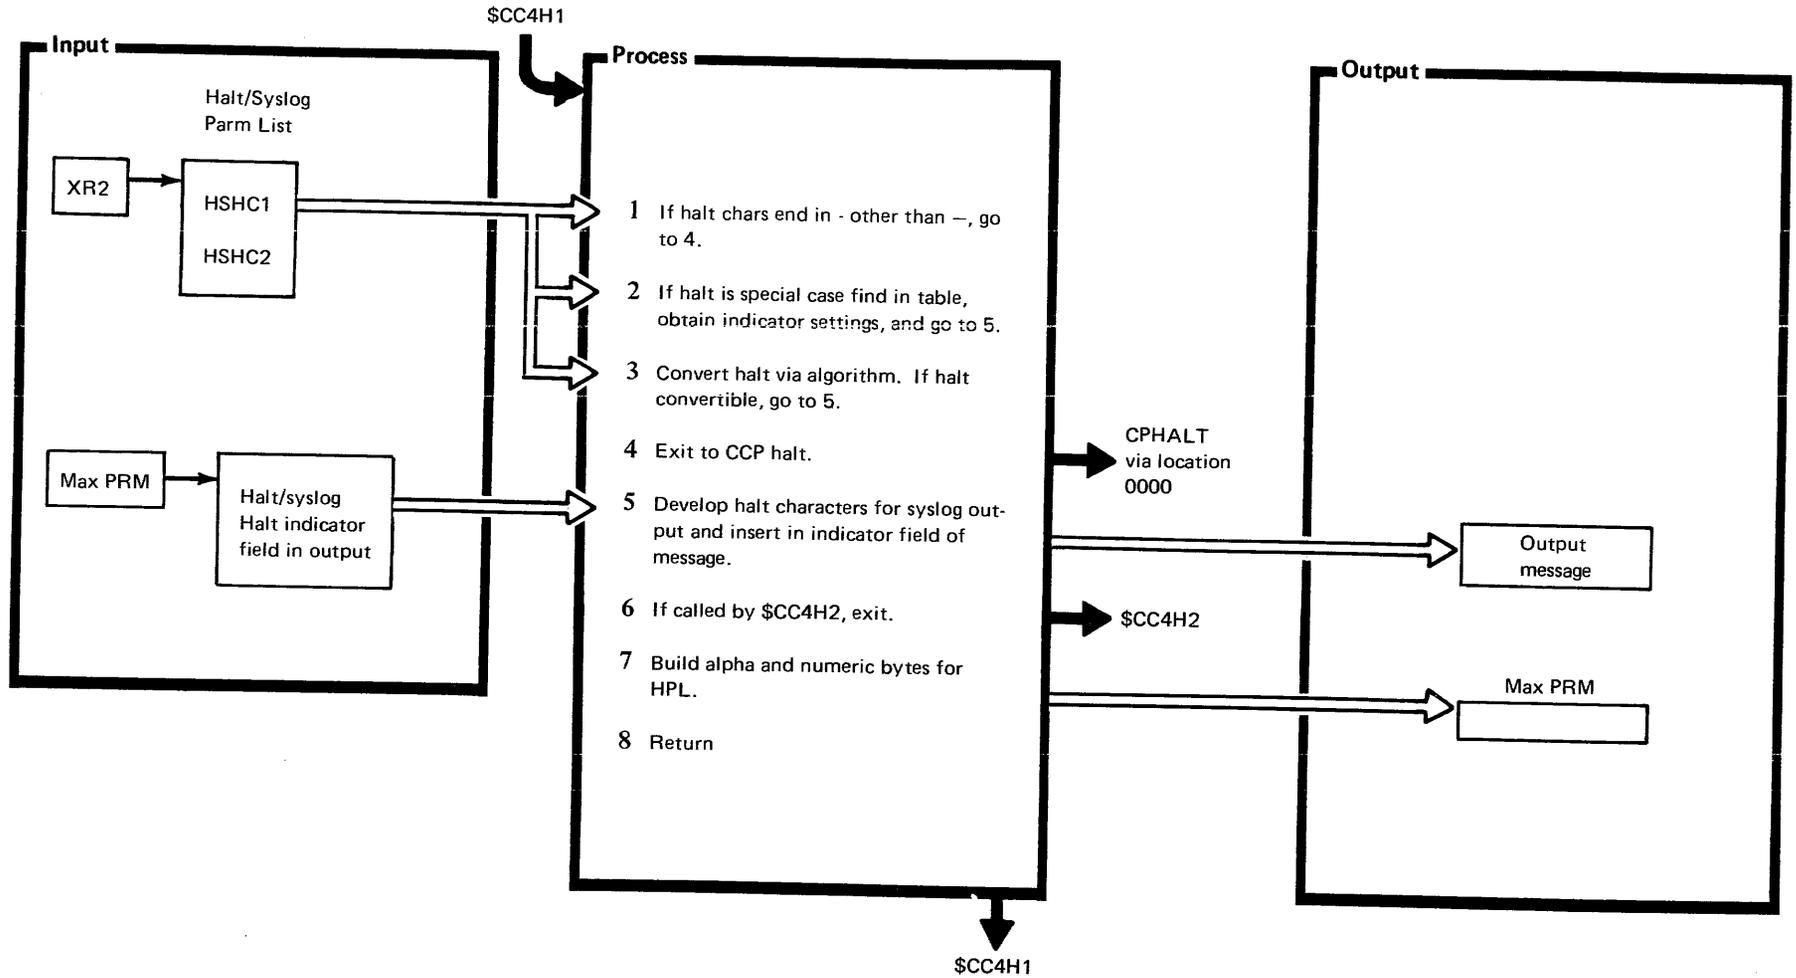 $CC4H1
Input
Halt/Syslog
Parm List
XR2
HSHC1
HSHC2
Max PRM
Halt/syslog
Halt indicator
field in output
Process
1 If halt chars end in - other than —, go
to 4.
2 If halt is special case find in table,
obtain indicator settings, and go to 5.
3 Convert halt via algorithm. If halt
convertible, go to 5.
4 Exit to CCP halt.
5 Develop halt characters for syslog out-
put and insert in indicator field of
message.
6 If called by $CC4H2, exit.
7 Build alpha and numeric bytes for
HPL.
8 Return
CPHALT
via location
0000
$CC4H2
Output
Output
message
Max PRM
$CC4H1